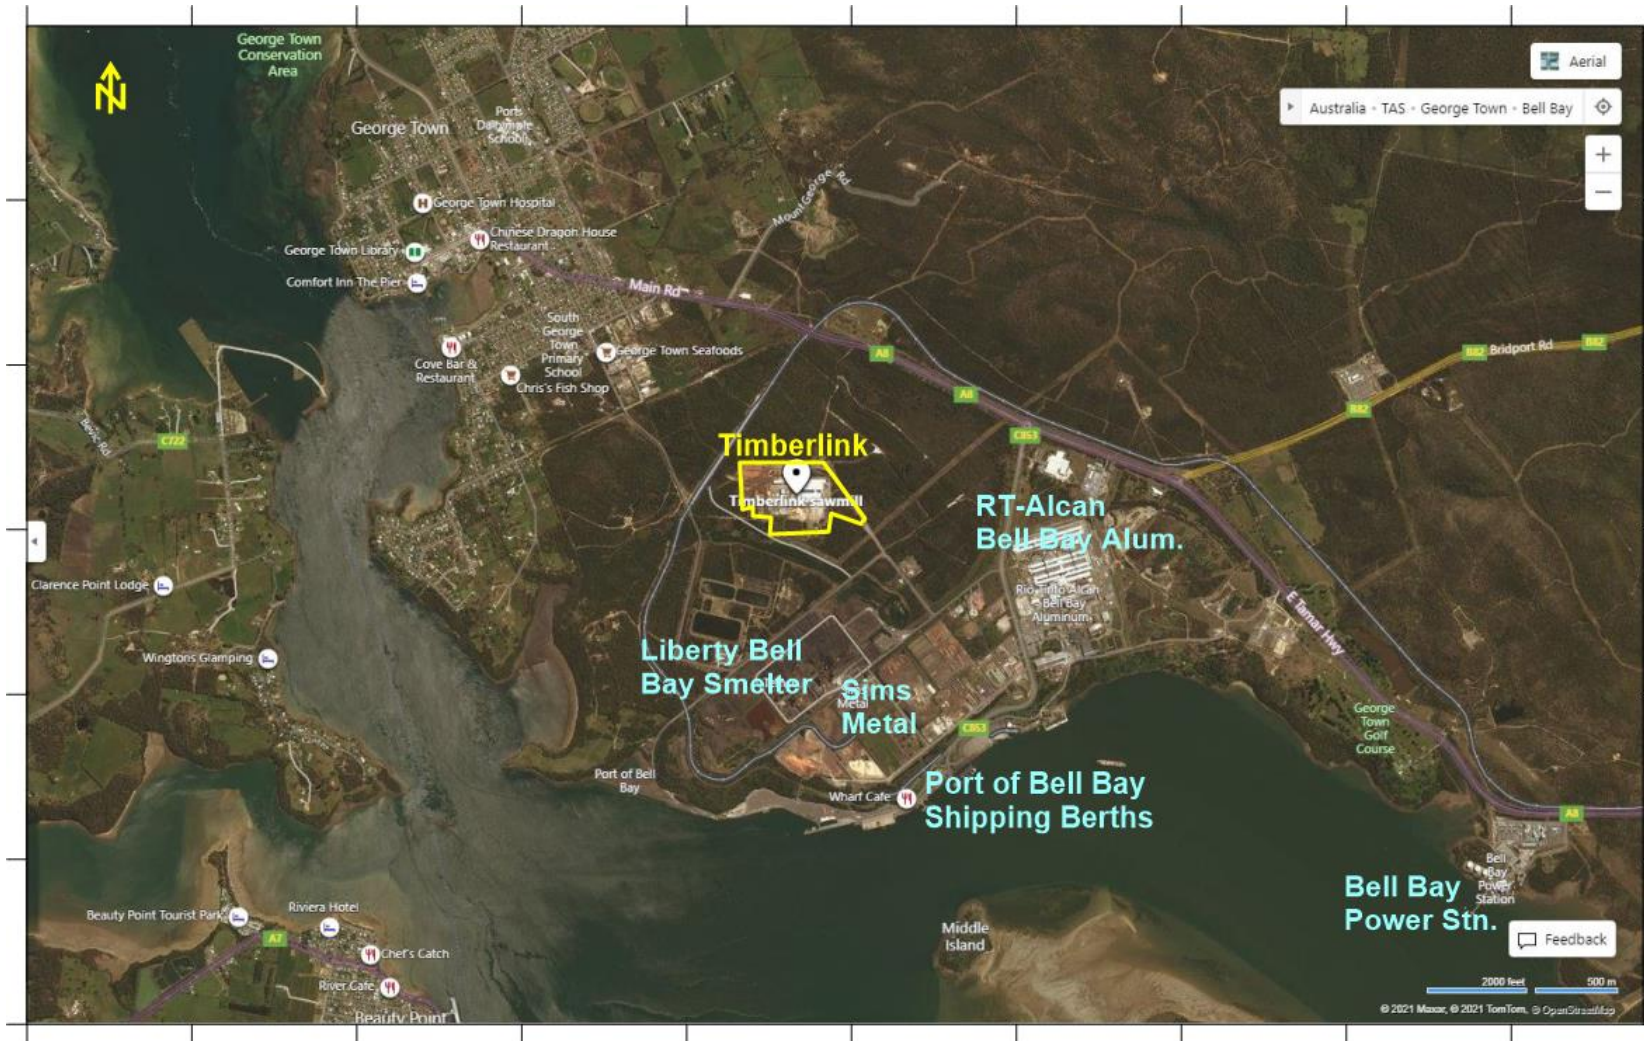 George Town
Conservation
Area
N
Aerial
Australia • TAS • George Town • Bell Bay
George Town
Ports
Dalrymple
School
Mount George Rd
George Town Hospital
Chinese Dragon House
Restaurant
George Town Library
Comfort Inn The Pier
Main Rd
South
George
Town
Primary
School
George Town Seafoods
Cove Bar &
Restaurant
Chris's Fish Shop
A8
B82
Bridport Rd
B82
A8
B82
C853
Bevic Rd
C722
Timberlink
Timberlink sawmill
RT-Alcan
Bell Bay Alum.
Rio Tinto Alcan
Bell Bay
Aluminum
E Tamar Hwy
Clarence Point Lodge
Wingtons Glamping
Liberty Bell
Bay Smelter
Sims
Metal
Metal
C853
George
Town
Golf
Course
Port of Bell
Bay
Wharf Cafe
Port of Bell Bay
Shipping Berths
A8
Bell
Bay
Power
Station
Bell Bay
Power Stn.
Beauty Point Tourist Park
Riviera Hotel
A7
Chef's Catch
River Cafe
Beauty Point
Middle
Island
Feedback
2000 feet
500 m
© 2021 Maxar, © 2021 TomTom, © OpenStreetMap